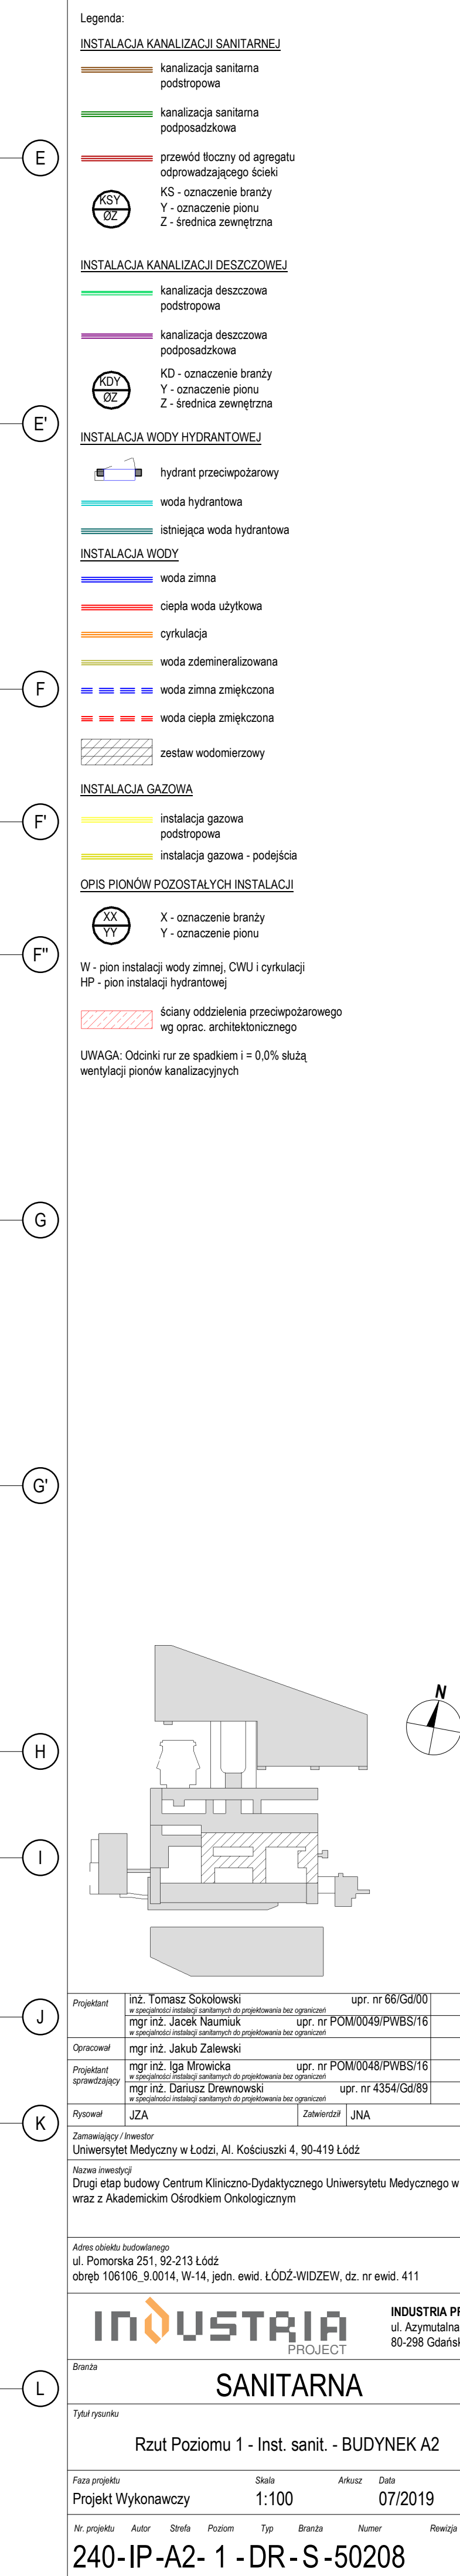 Legenda:
INSTALACJA KANALIZACJI SANITARNEJ
kanalizacja sanitarna
podstropowa
kanalizacja sanitarna
podposadzkowa
E
przewód tłoczny od agregatu
odprowadzającego ścieki
KSY
ØZ
KS - oznaczenie branży
Y - oznaczenie pionu
Z - średnica zewnętrzna
INSTALACJA KANALIZACJI DESZCZOWEJ
kanalizacja deszczowa
podstropowa
kanalizacja deszczowa
podposadzkowa
KDY
ØZ
KD - oznaczenie branży
Y - oznaczenie pionu
Z - średnica zewnętrzna
E'
INSTALACJA WODY HYDRANTOWEJ
hydrant przeciwpożarowy
woda hydrantowa
istniejąca woda hydrantowa
INSTALACJA WODY
woda zimna
ciepła woda użytkowa
cyrkulacja
woda zdemineralizowana
F
woda zimna zmiękczona
woda ciepła zmiękczona
zestaw wodomierzowy
INSTALACJA GAZOWA
F'
instalacja gazowa
podstropowa
instalacja gazowa - podejścia
OPIS PIONÓW POZOSTAŁYCH INSTALACJI
XX
YY
X - oznaczenie branży
Y - oznaczenie pionu
F"
W - pion instalacji wody zimnej, CWU i cyrkulacji
HP - pion instalacji hydrantowej
ściany oddzielenia przeciwpożarowego
wg oprac. architektonicznego
UWAGA: Odcinki rur ze spadkiem i = 0,0% służą
wentylacji pionów kanalizacyjnych
G
G'
N
H
I
J
Projektant
inż. Tomasz Sokołowski upr. nr 66/Gd/00
w specjalności instalacji sanitarnych do projektowania bez ograniczeń
mgr inż. Jacek Naumiuk upr. nr POM/0049/PWBS/16
w specjalności instalacji sanitarnych do projektowania bez ograniczeń
Opracował mgr inż. Jakub Zalewski
Projektant
sprawdzający
mgr inż. Iga Mrowicka upr. nr POM/0048/PWBS/16
w specjalności instalacji sanitarnych do projektowania bez ograniczeń
mgr inż. Dariusz Drewnowski upr. nr 4354/Gd/89
w specjalności instalacji sanitarnych do projektowania bez ograniczeń
K
Rysował JZA Zatwierdził JNA
Zamawiający / Inwestor
Uniwersytet Medyczny w Łodzi, Al. Kościuszki 4, 90-419 Łódź
Nazwa inwestycji
Drugi etap budowy Centrum Kliniczno-Dydaktycznego Uniwersytetu Medycznego w
wraz z Akademickim Ośrodkiem Onkologicznym
Adres obiektu budowlanego
ul. Pomorska 251, 92-213 Łódź
obręb 106106_9.0014, W-14, jedn. ewid. ŁÓDŹ-WIDZEW, dz. nr ewid. 411
INDUSTRIA
PROJECT
INDUSTRIA PR
ul. Azymutalna
80-298 Gdańsk
Branża
SANITARNA
L
Tytuł rysunku
Rzut Poziomu 1 - Inst. sanit. - BUDYNEK A2
Faza projektu Skala Arkusz Data
Projekt Wykonawczy 1:100 07/2019
Nr. projektu Autor Strefa Poziom Typ Branża Numer Rewizja
240-IP-A2- 1 -DR-S-50208